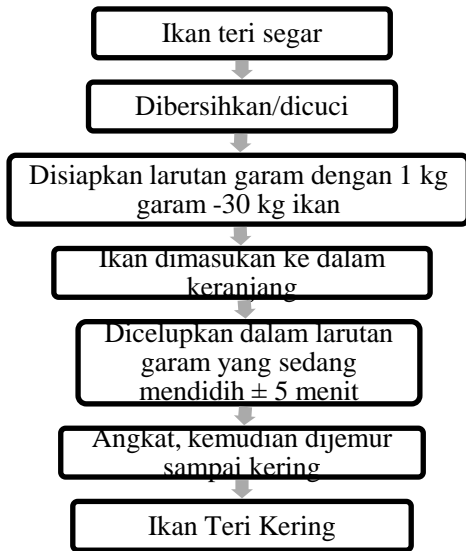 Ikan teri segar
Dibersihkan/dicuci
Disiapkan larutan garam dengan 1 kg
garam -30 kg ikan
Ikan dimasukan ke dalam
keranjang
Dicelupkan dalam larutan
garam yang sedang
mendidih ± 5 menit
Angkat, kemudian dijemur
sampai kering
Ikan Teri Kering